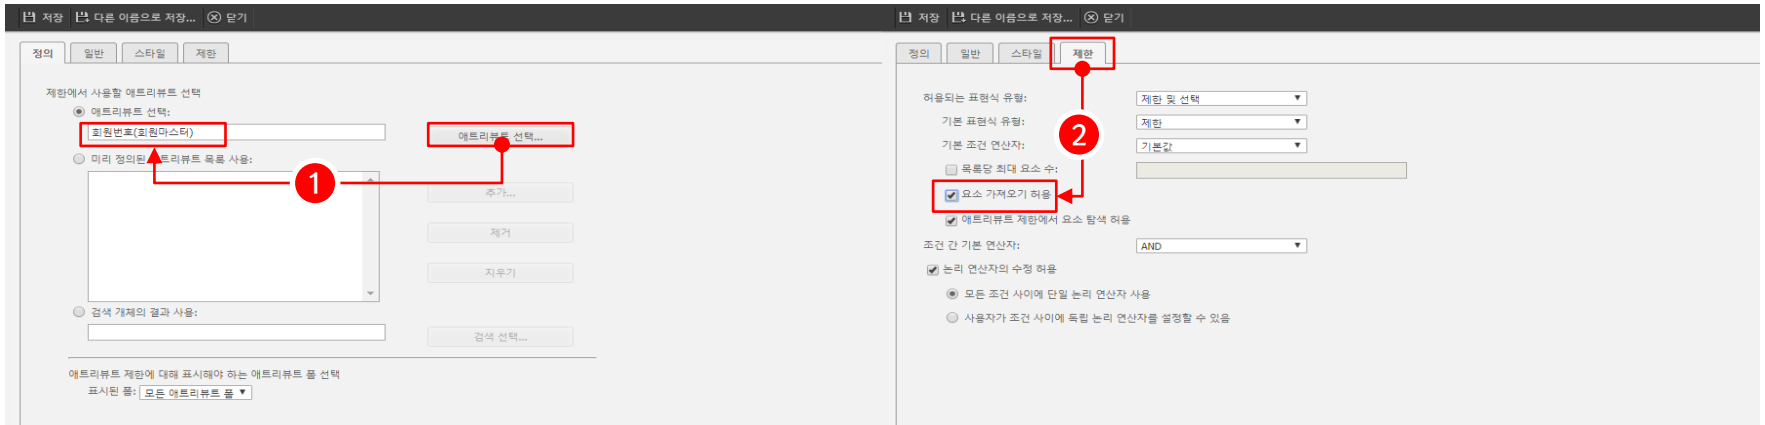 저장 다른 이름으로 저장... 닫기
정의 일반 스타일 제한
제한에서 사용할 애트리뷰트 선택
애트리뷰트 선택:
회원번호(회원마스터) 애트리뷰트 선택...
미리 정의된 애트리뷰트 목록 사용:
1
추가...
제거
지우기
검색 개체의 결과 사용:
검색 선택...
애트리뷰트 제한에 대해 표시해야 하는 애트리뷰트 폼 선택
표시된 폼: 모든 애트리뷰트 폼
저장 다른 이름으로 저장... 닫기
정의 일반 스타일 제한
허용되는 표현식 유형: 제한 및 선택
기본 표현식 유형: 제한
2
기본 조건 연산자: 기본값
목록당 최대 요소 수:
요소 가져오기 허용
애트리뷰트 제한에서 요소 탐색 허용
조건 간 기본 연산자: AND
논리 연산자의 수정 허용
모든 조건 사이에 단일 논리 연산자 사용
사용자가 조건 사이에 독립 논리 연산자를 설정할 수 있음